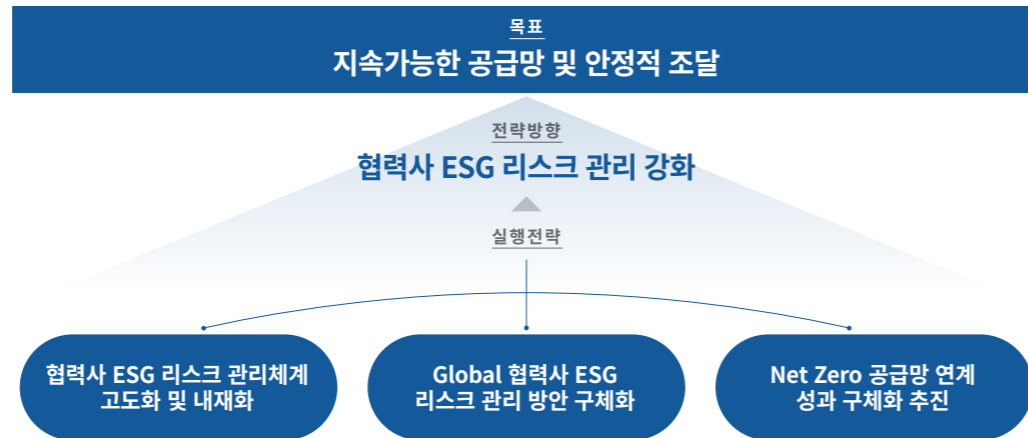 목표
지속가능한 공급망 및 안정적 조달
전략방향
협력사 ESG 리스크 관리 강화
실행전략
협력사 ESG 리스크 관리체계
고도화 및 내재화
Global 협력사 ESG
리스크 관리 방안 구체화
Net Zero 공급망 연계
성과 구체화 추진